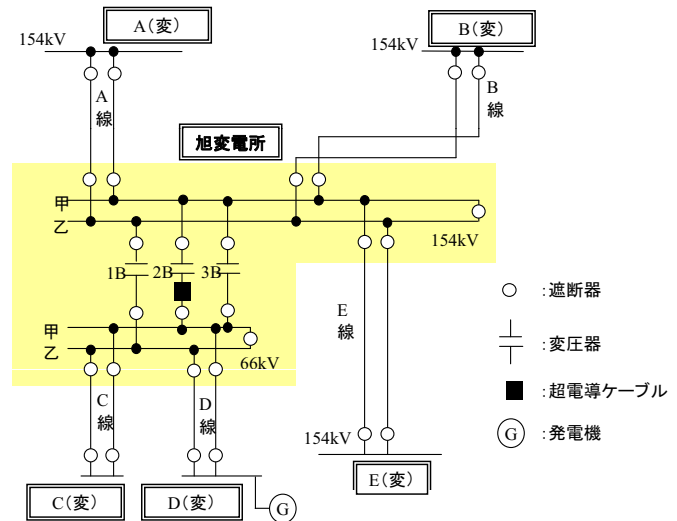 A(変)
154kV
B(変)
154kV
A
線
B
線
旭変電所
甲
乙
154kV
1B
2B
3B
甲
乙
66kV
E
線
C
線
D
線
:遮断器
:変圧器
:超電導ケーブル
G
:発電機
154kV
C(変)
D(変)
G
E(変)